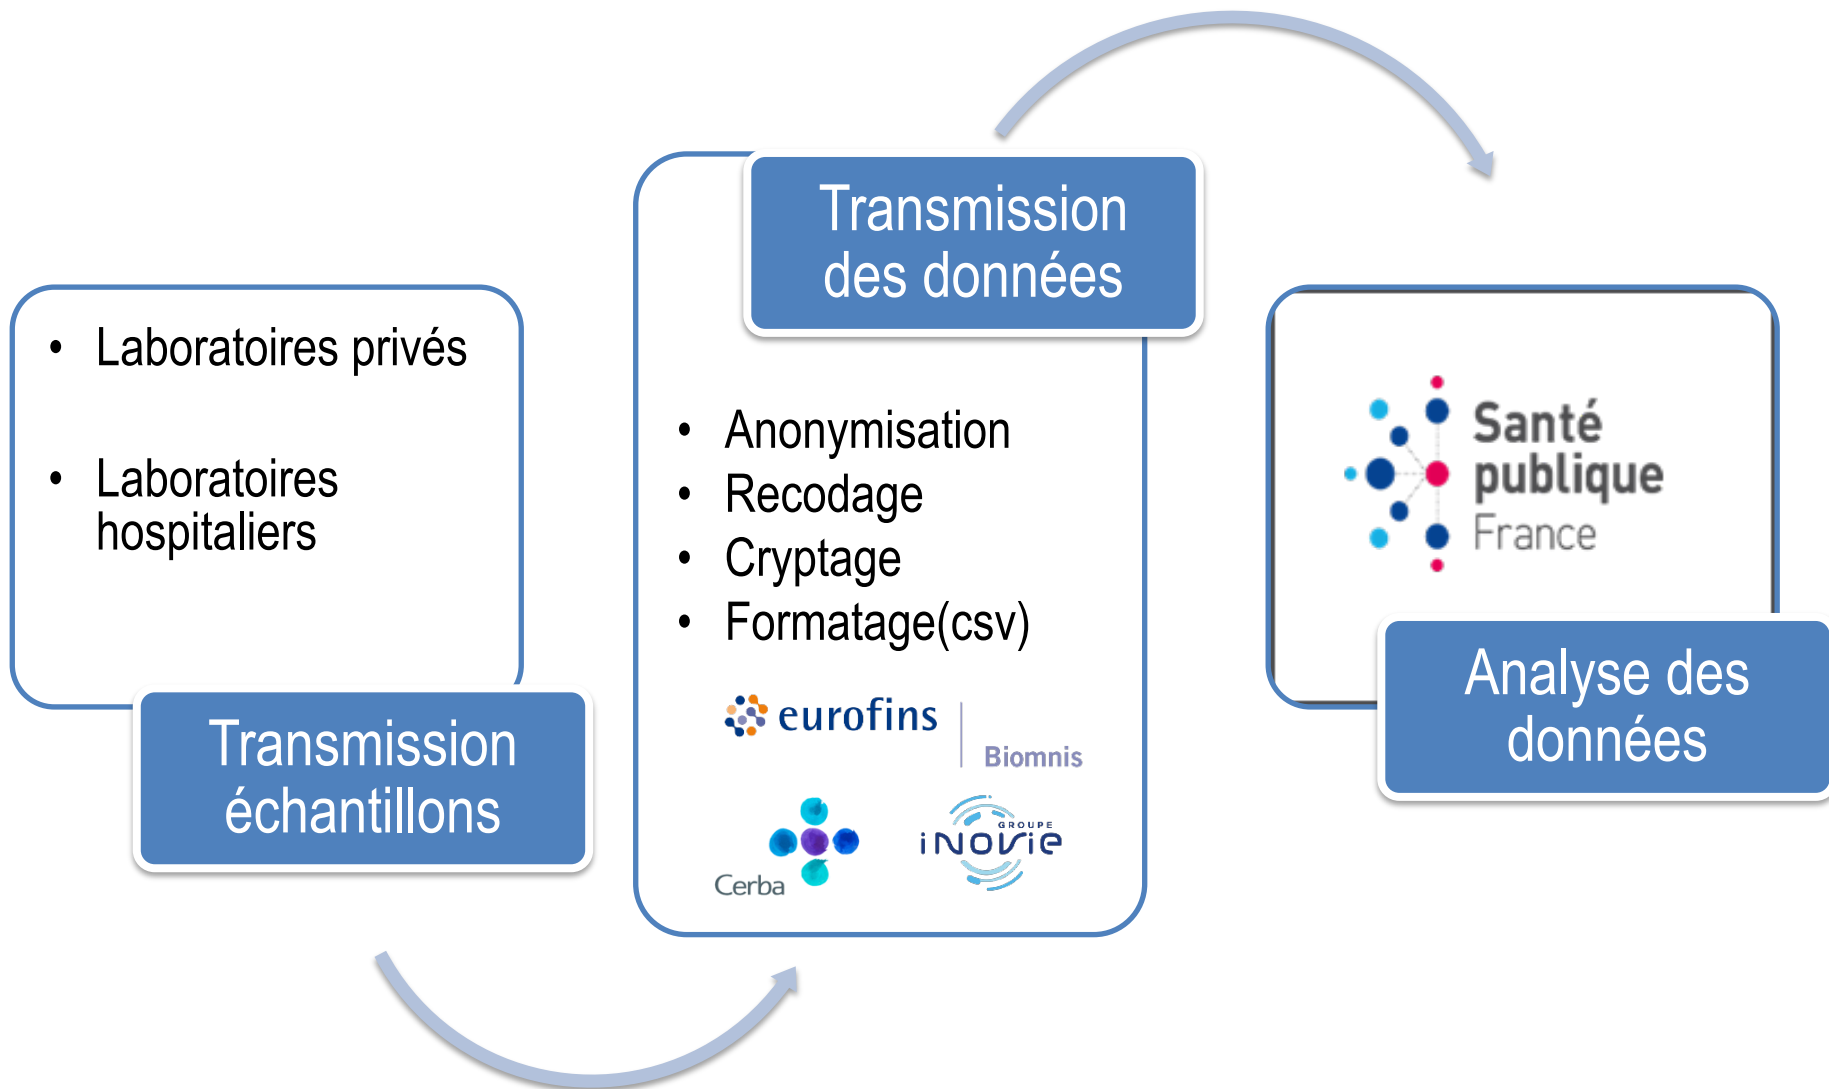 Laboratoires privés
Laboratoires
hospitaliers
Transmission
échantillons
Transmission
des données
Anonymisation
Recodage
Cryptage
Formatage(csv)
eurofins
Biomnis
Cerba
GROUPE
iNOVie
Santé
publique
France
Analyse des
données